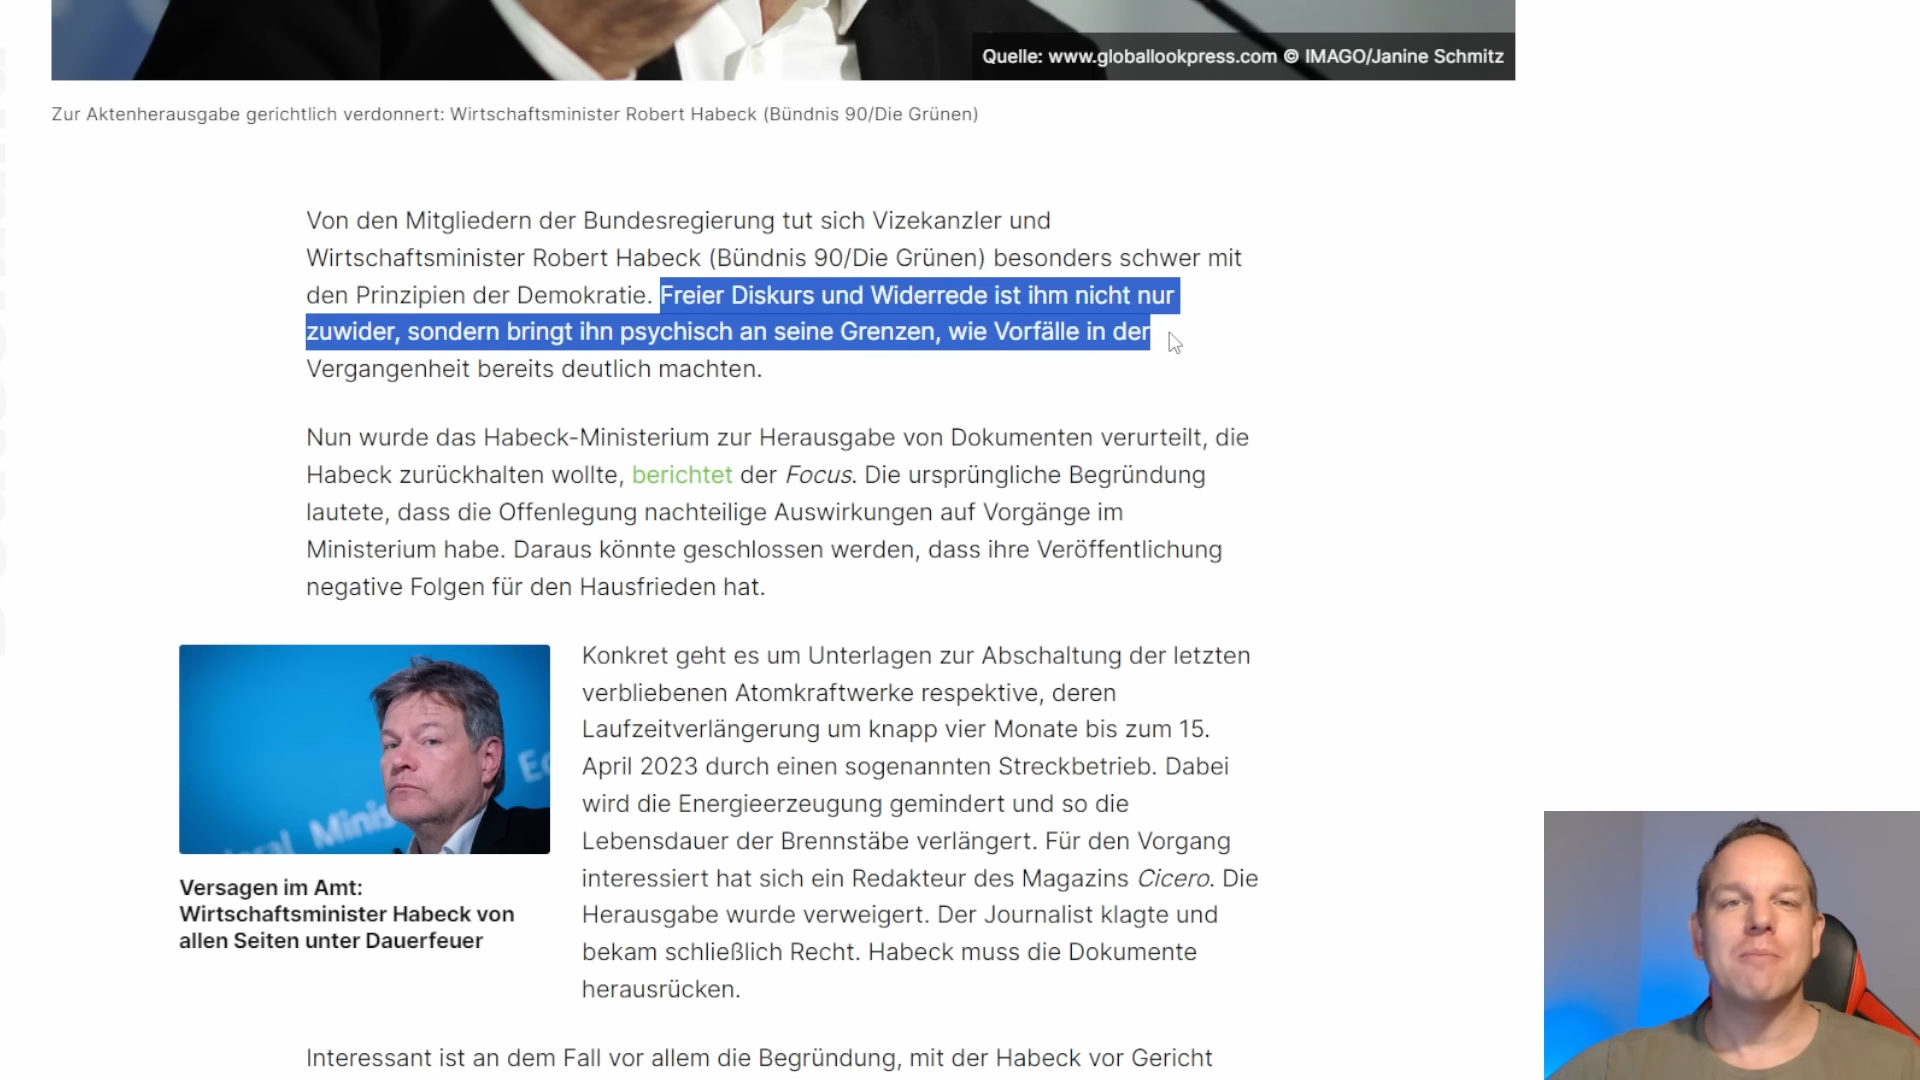 Quelle: www.globallookpress.com © IMAGO/Janine Schmitz
Zur Aktenherausgabe gerichtlich verdonnert: Wirtschaftsminister Robert Habeck (Bündnis 90/Die Grünen)
Von den Mitgliedern der Bundesregierung tut sich Vizekanzler und
Wirtschaftsminister Robert Habeck (Bündnis 90/Die Grünen) besonders schwer mit
den Prinzipien der Demokratie. Freier Diskurs und Widerrede ist ihm nicht nur
zuwider, sondern bringt ihn psychisch an seine Grenzen, wie Vorfälle in der
Vergangenheit bereits deutlich machten.
Nun wurde das Habeck-Ministerium zur Herausgabe von Dokumenten verurteilt, die
Habeck zurückhalten wollte, berichtet der Focus. Die ursprüngliche Begründung
lautete, dass die Offenlegung nachteilige Auswirkungen auf Vorgänge im
Ministerium habe. Daraus könnte geschlossen werden, dass ihre Veröffentlichung
negative Folgen für den Hausfrieden hat.
Versagen im Amt:
Wirtschaftsminister Habeck von
allen Seiten unter Dauerfeuer
Konkret geht es um Unterlagen zur Abschaltung der letzten
verbliebenen Atomkraftwerke respektive, deren
Laufzeitverlängerung um knapp vier Monate bis zum 15.
April 2023 durch einen sogenannten Streckbetrieb. Dabei
wird die Energieerzeugung gemindert und so die
Lebensdauer der Brennstäbe verlängert. Für den Vorgang
interessiert hat sich ein Redakteur des Magazins Cicero. Die
Herausgabe wurde verweigert. Der Journalist klagte und
bekam schließlich Recht. Habeck muss die Dokumente
herausrücken.
Interessant ist an dem Fall vor allem die Begründung, mit der Habeck vor Gericht